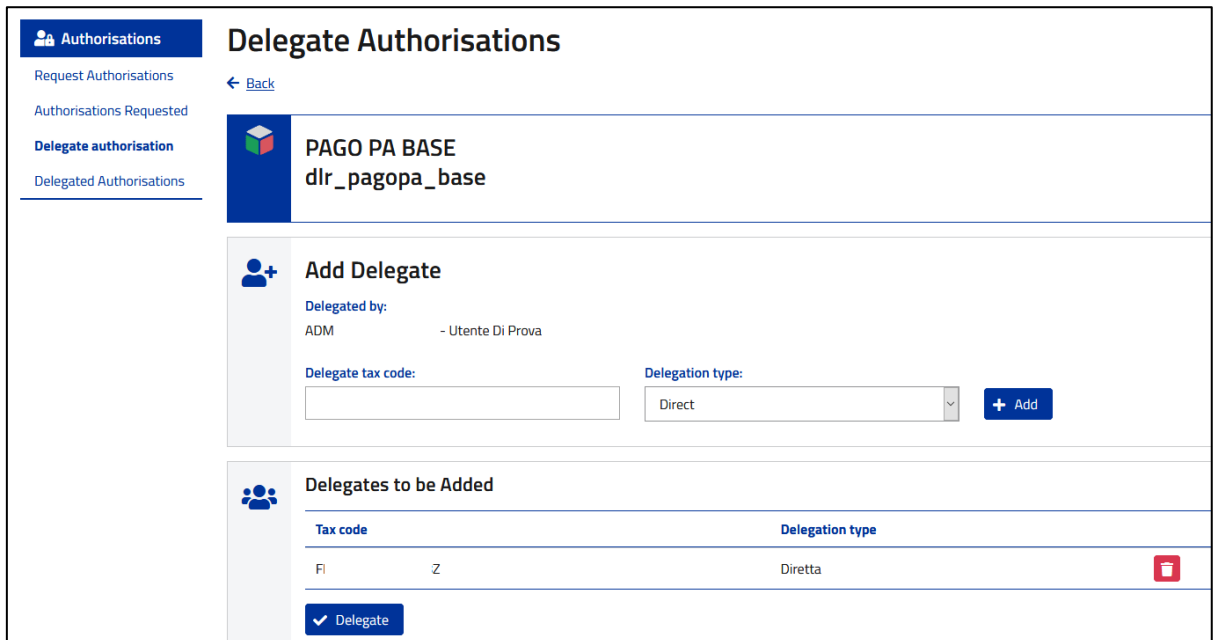 Authorisations
Request Authorisations
Authorisations Requested
Delegate authorisation
Delegated Authorisations
Delegate Authorisations
Back
PAGO PA BASE
dlr_pagopa_base
Add Delegate
Delegated by:
ADM - Utente Di Prova
Delegate tax code: Delegation type:
Direct Add
Delegates to be Added
Tax code Delegation type
Z Diretta
Delegate